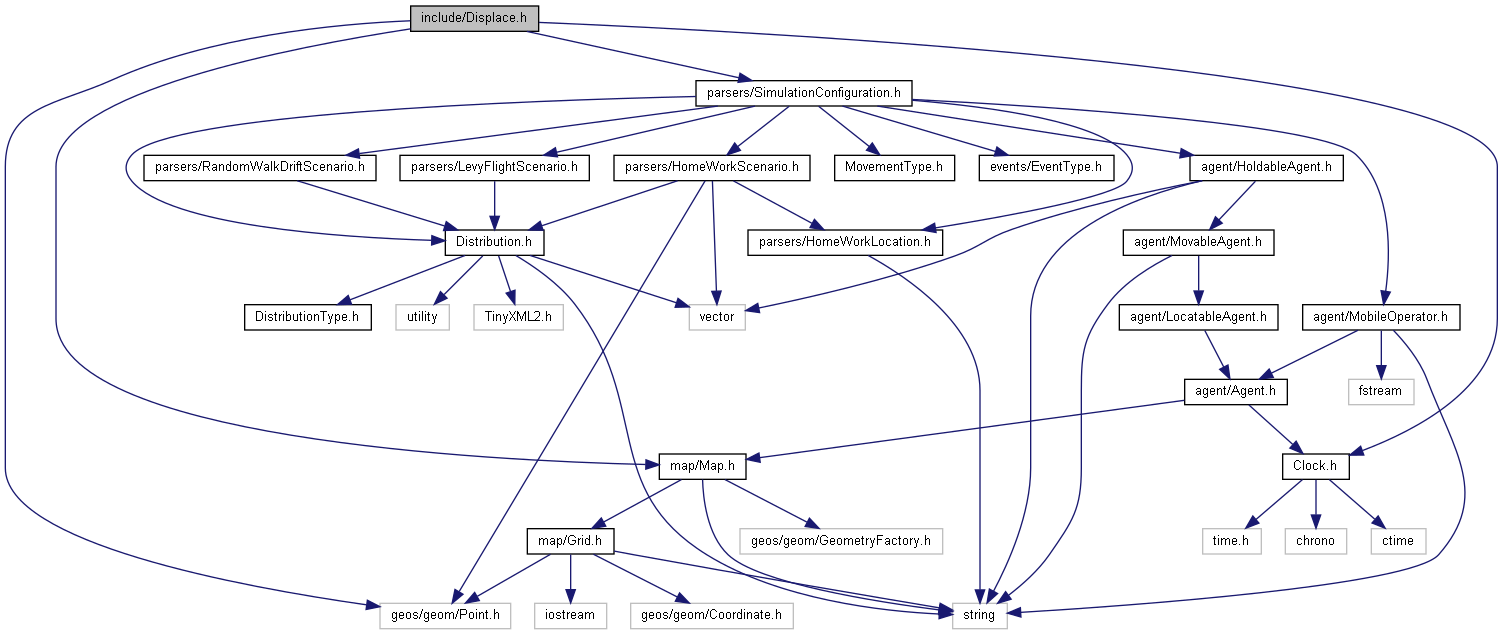 include/Displace.h
parsers/SimulationConfiguration.h
parsers/RandomWalkDriftScenario.h
parsers/LevyFlightScenario.h
parsers/HomeWorkScenario.h
MovementType.h
events/EventType.h
agent/HoldableAgent.h
Distribution.h
parsers/HomeWorkLocation.h
agent/MovableAgent.h
DistributionType.h
utility
TinyXML2.h
vector
agent/LocatableAgent.h
agent/MobileOperator.h
agent/Agent.h
fstream
map/Map.h
Clock.h
map/Grid.h
geos/geom/GeometryFactory.h
time.h
chrono
ctime
geos/geom/Point.h
iostream
geos/geom/Coordinate.h
string